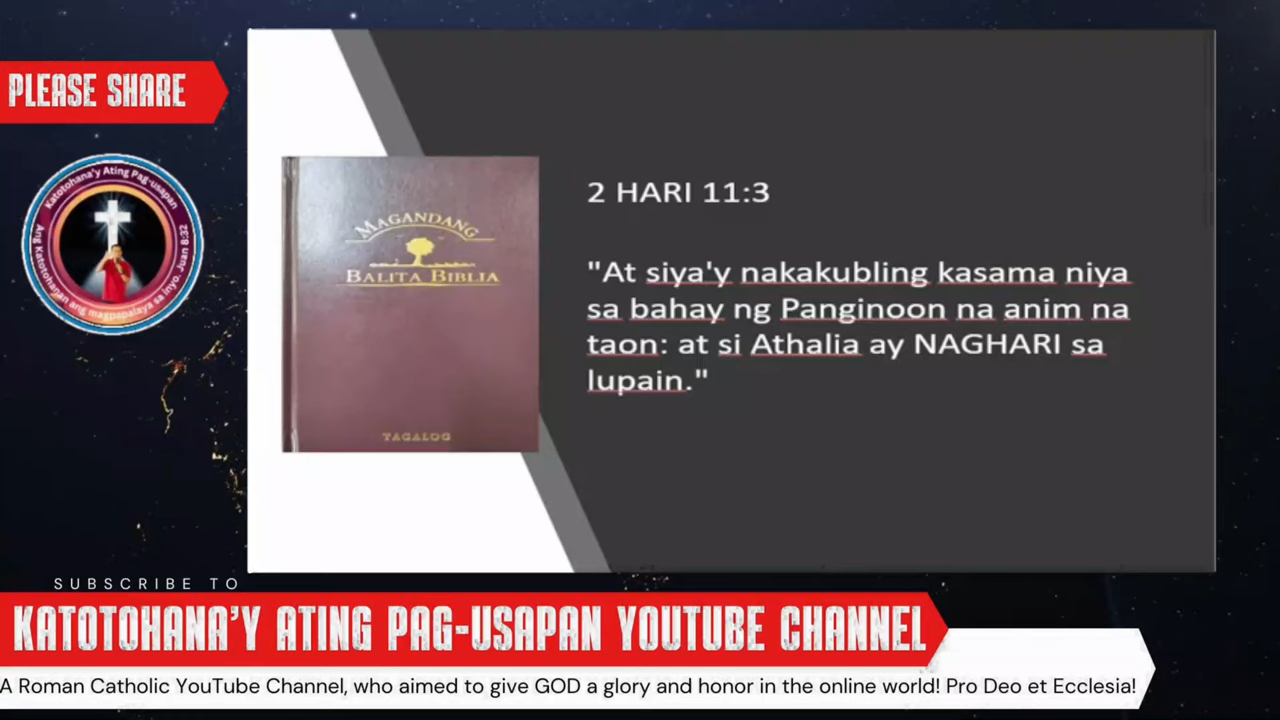 PLEASE SHARE
Katotohana'y Ating Pag-usapan
Ang Katotohanan ang magpapalaya sa inyo. Juan 8:32
MAGANDANG
BALITA BIBLIA
TAGALOG
2 HARI 11:3
"At siya'y nakakubling kasama niya
sa bahay ng Panginoon na anim na
taon: at si Athalia ay NAGHARI sa
lupain."
SUBSCRIBE TO
KATOTOHANA'Y ATING PAG-USAPAN YOUTUBE CHANNEL
A Roman Catholic YouTube Channel, who aimed to give GOD a glory and honor in the online world! Pro Deo et Ecclesia!